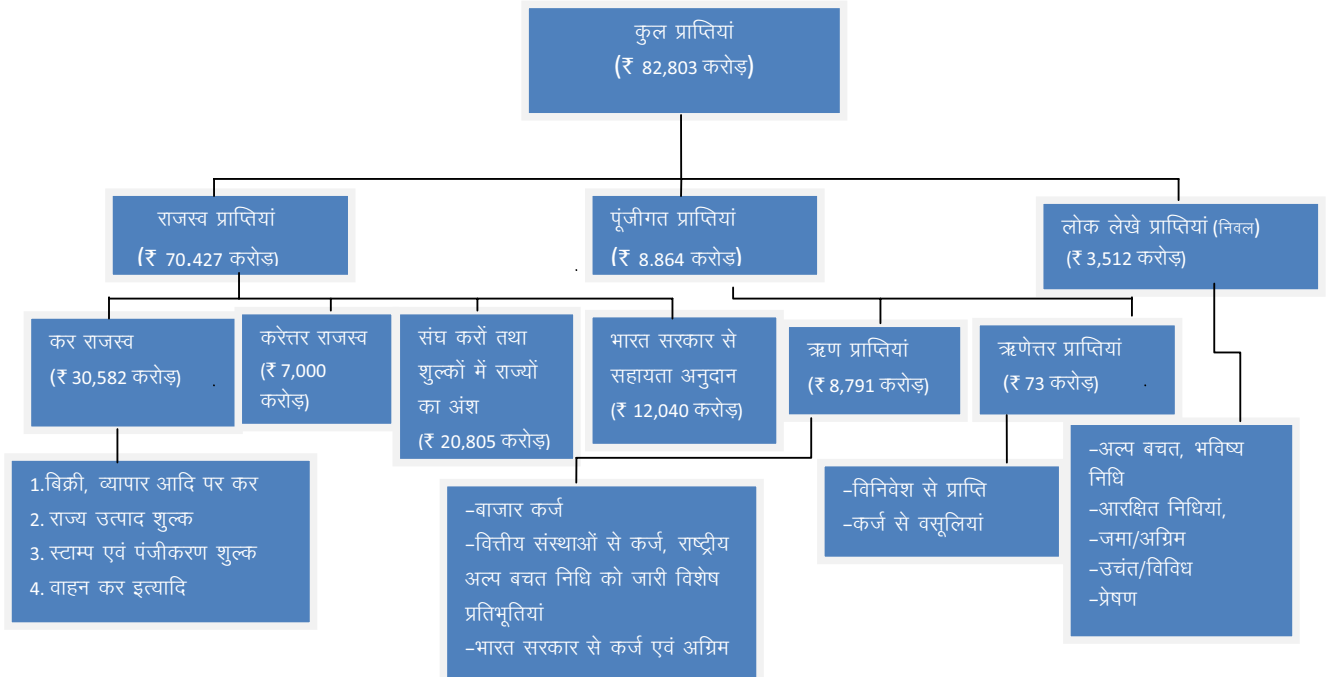 कुल प्राप्तियां
(₹ 82,803 करोड़)
राजस्व प्राप्तियां
(₹ 70.427 करोड)
पूंजीगत प्राप्तियां
(₹ 8.864 करोड)
लोक लेखे प्राप्तियां (निवल)
(₹ 3,512 करोड़)
कर राजस्व
(₹ 30,582 करोड़)
करेत्तर राजस्व
(₹ 7,000
करोड़)
संघ करों तथा
शुल्कों में राज्यों
का अंश
(₹ 20,805 करोड़)
भारत सरकार से
सहायता अनुदान
(₹ 12,040 करोड़)
ऋण प्राप्तियां
(₹ 8,791 करोड़)
ऋणेत्तर प्राप्तियां
(₹ 73 करोड़)
1.बिक्री, व्यापार आदि पर कर
2. राज्य उत्पाद शुल्क
3. स्टाम्प एवं पंजीकरण शुल्क
4. वाहन कर इत्यादि
–बाजार कर्ज
–वित्तीय संस्थाओं से कर्ज, राष्ट्रीय
अल्प बचत निधि को जारी विशेष
प्रतिभूतियां
–भारत सरकार से कर्ज एवं अग्रिम
–विनिवेश से प्राप्ति
–कर्ज से वसूलियां
–अल्प बचत, भविष्य
निधि
–आरक्षित निधियां,
–जमा/अग्रिम
–उचंत/विविध
–प्रेषण